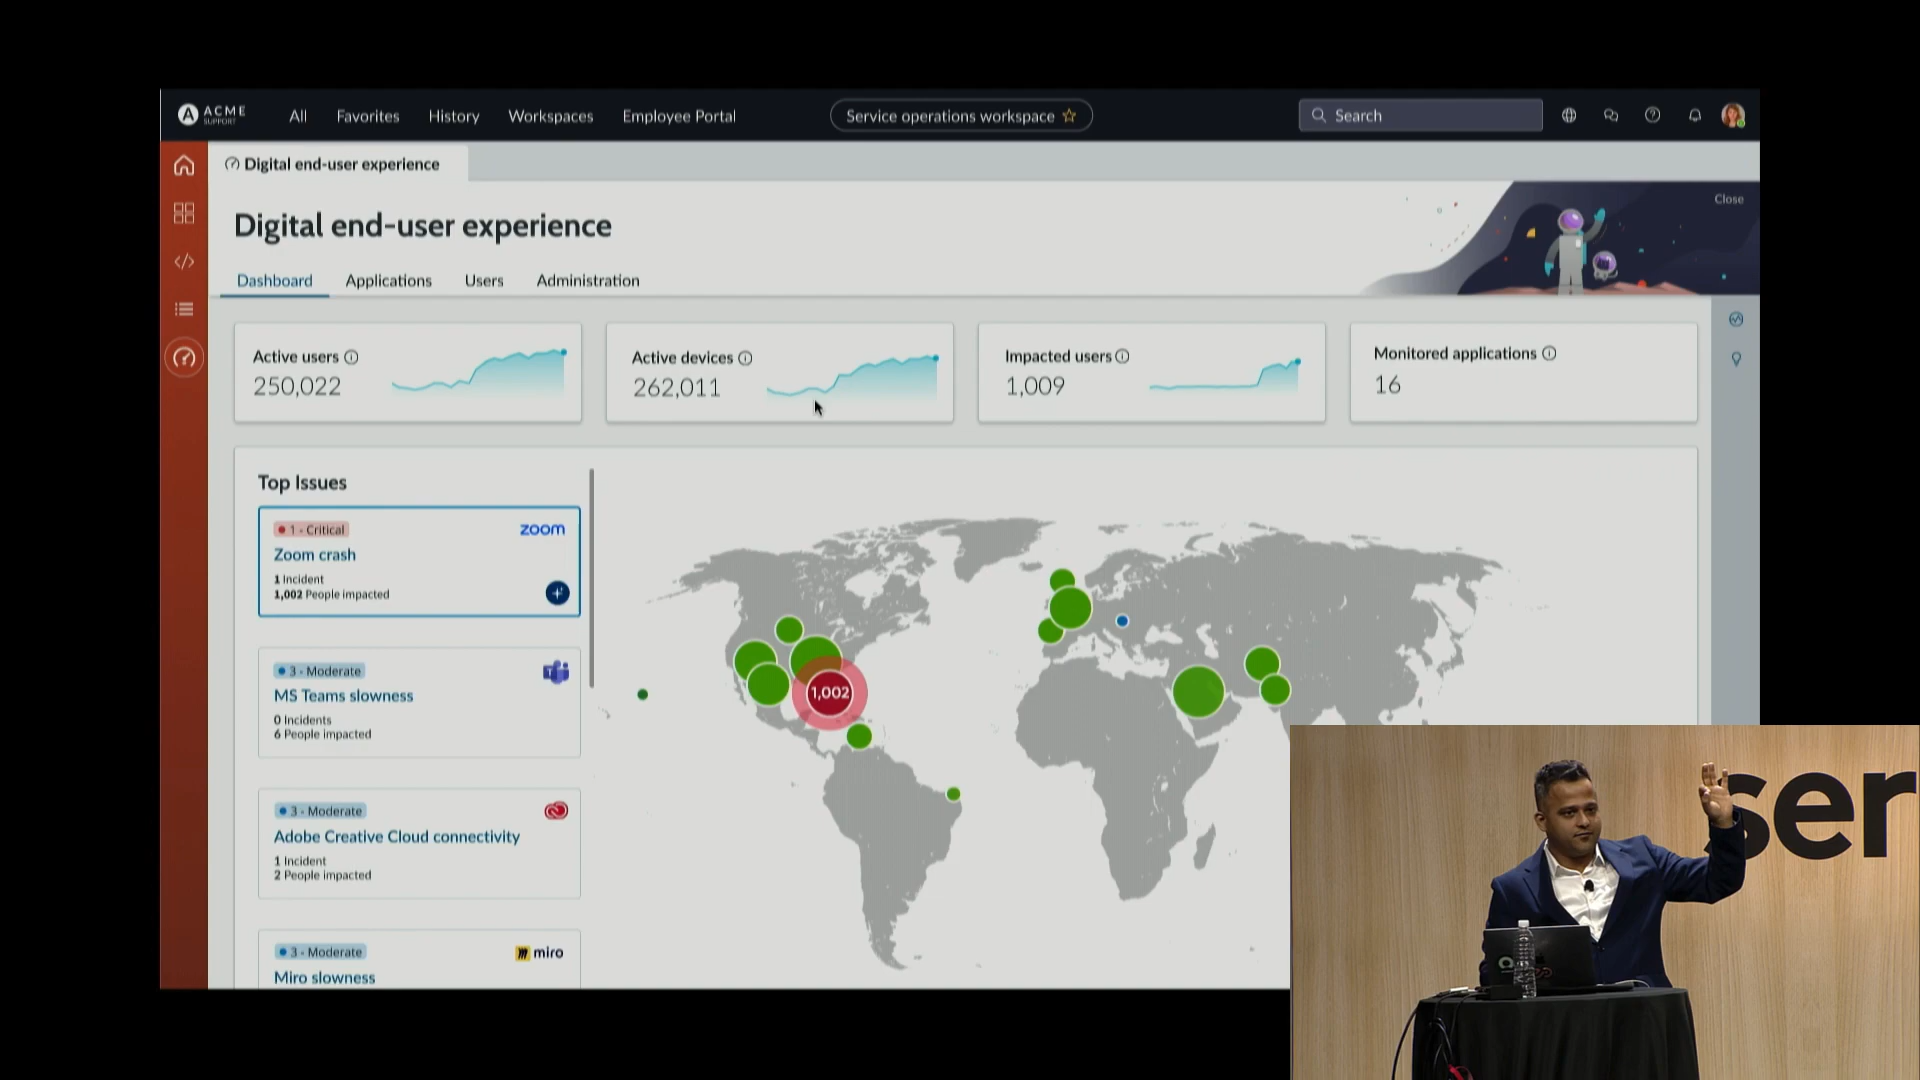 ACME
SUPPORT
All
Favorites
History
Workspaces
Employee Portal
Service operations workspace
Search
Digital end-user experience
Close
Digital end-user experience
Dashboard
Applications
Users
Administration
Active users
250,022
Active devices
262,011
Impacted users
1,009
Monitored applications
16
Top Issues
1 - Critical
zoom
Zoom crash
1 Incident
1,002 People impacted
3 - Moderate
MS Teams slowness
0 Incidents
6 People impacted
3 - Moderate
Adobe Creative Cloud connectivity
1 Incident
2 People impacted
3 - Moderate
miro
Miro slowness
1,002
ser